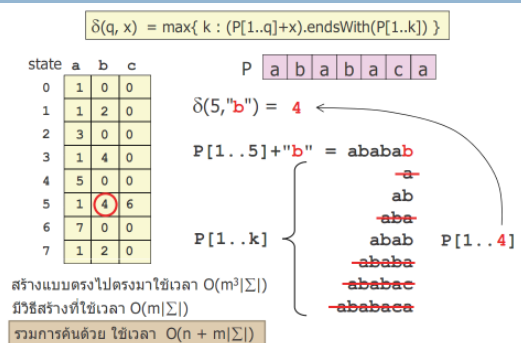 δ(q, x) = max{ k : (P[1..q]+x).endsWith(P[1..k]) }
state a b c
0 1 0 0
1 1 2 0
2 3 0 0
3 1 4 0
4 5 0 0
5 1 4 6
6 7 0 0
7 1 2 0
P a b a b a c a
δ(5,"b") = 4
P[1..5]+"b" = ababab
a
ab
aba
P[1..k] abab P[1..4]
ababa
ababac
ababaca
สร้างแบบตรงไปตรงมาใช้เวลา O(m³|Σ|)
มีวิธีสร้างที่ใช้เวลา O(m|Σ|)
รวมการค้นด้วย ใช้เวลา O(n + m|Σ|)